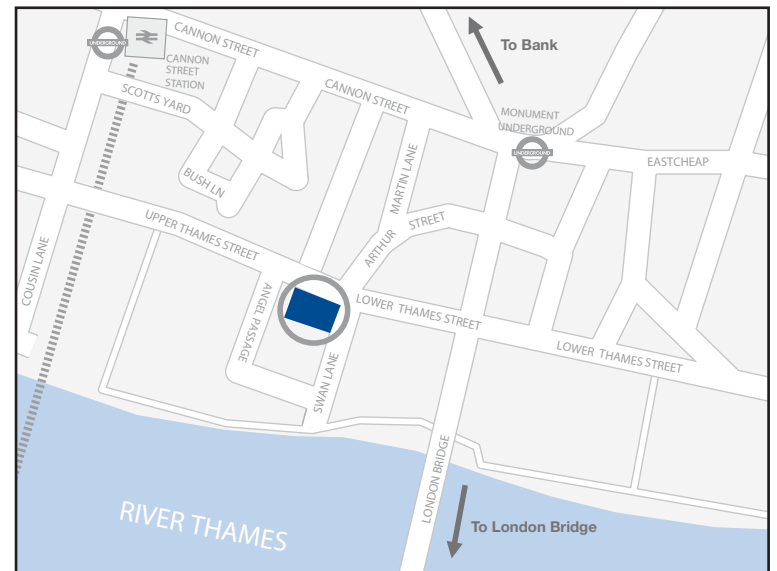 CANNON STREET
To Bank
UNDERGROUND
CANNON
STREET
STATION
CANNON STREET
SCOTTS YARD
MONUMENT
UNDERGROUND
UNDERGROUND
EASTCHEAP
BUSH LN
MARTIN LANE
UPPER THAMES STREET
ARTHUR STREET
COUSIN LANE
ANGEL PASSAGE
LOWER THAMES STREET
LOWER THAMES STREET
SWAN LANE
LONDON BRIDGE
RIVER THAMES
To London Bridge